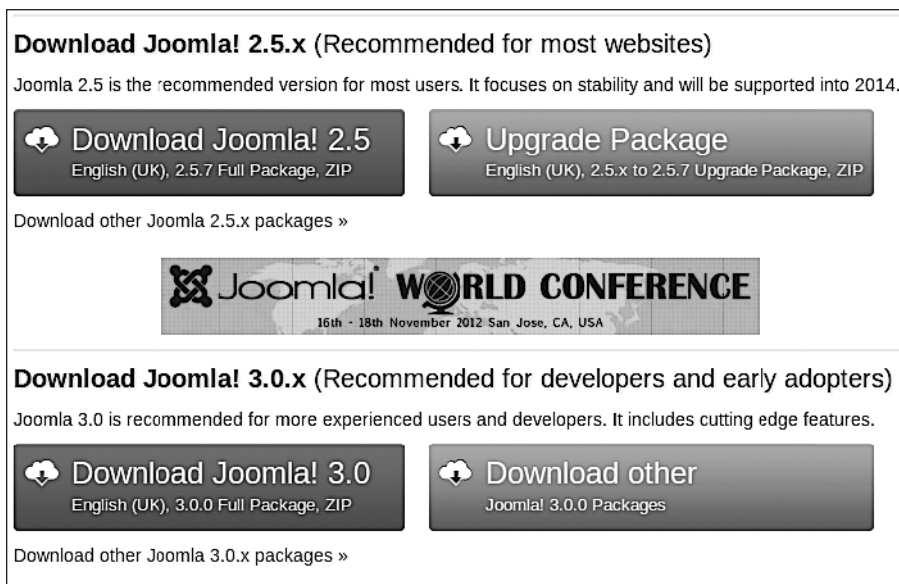 Download Joomla! 2.5.x (Recommended for most websites)
Joomla 2.5 is the recommended version for most users. It focuses on stability and will be supported into 2014.
Download Joomla! 2.5
English (UK), 2.5.7 Full Package, ZIP
Upgrade Package
English (UK), 2.5.x to 2.5.7 Upgrade Package, ZIP
Download other Joomla 2.5.x packages »
Joomla! WORLD CONFERENCE
16th - 18th November 2012 San Jose, CA, USA
Download Joomla! 3.0.x (Recommended for developers and early adopters)
Joomla 3.0 is recommended for more experienced users and developers. It includes cutting edge features.
Download Joomla! 3.0
English (UK), 3.0.0 Full Package, ZIP
Download other
Joomla! 3.0.0 Packages
Download other Joomla 3.0.x packages »